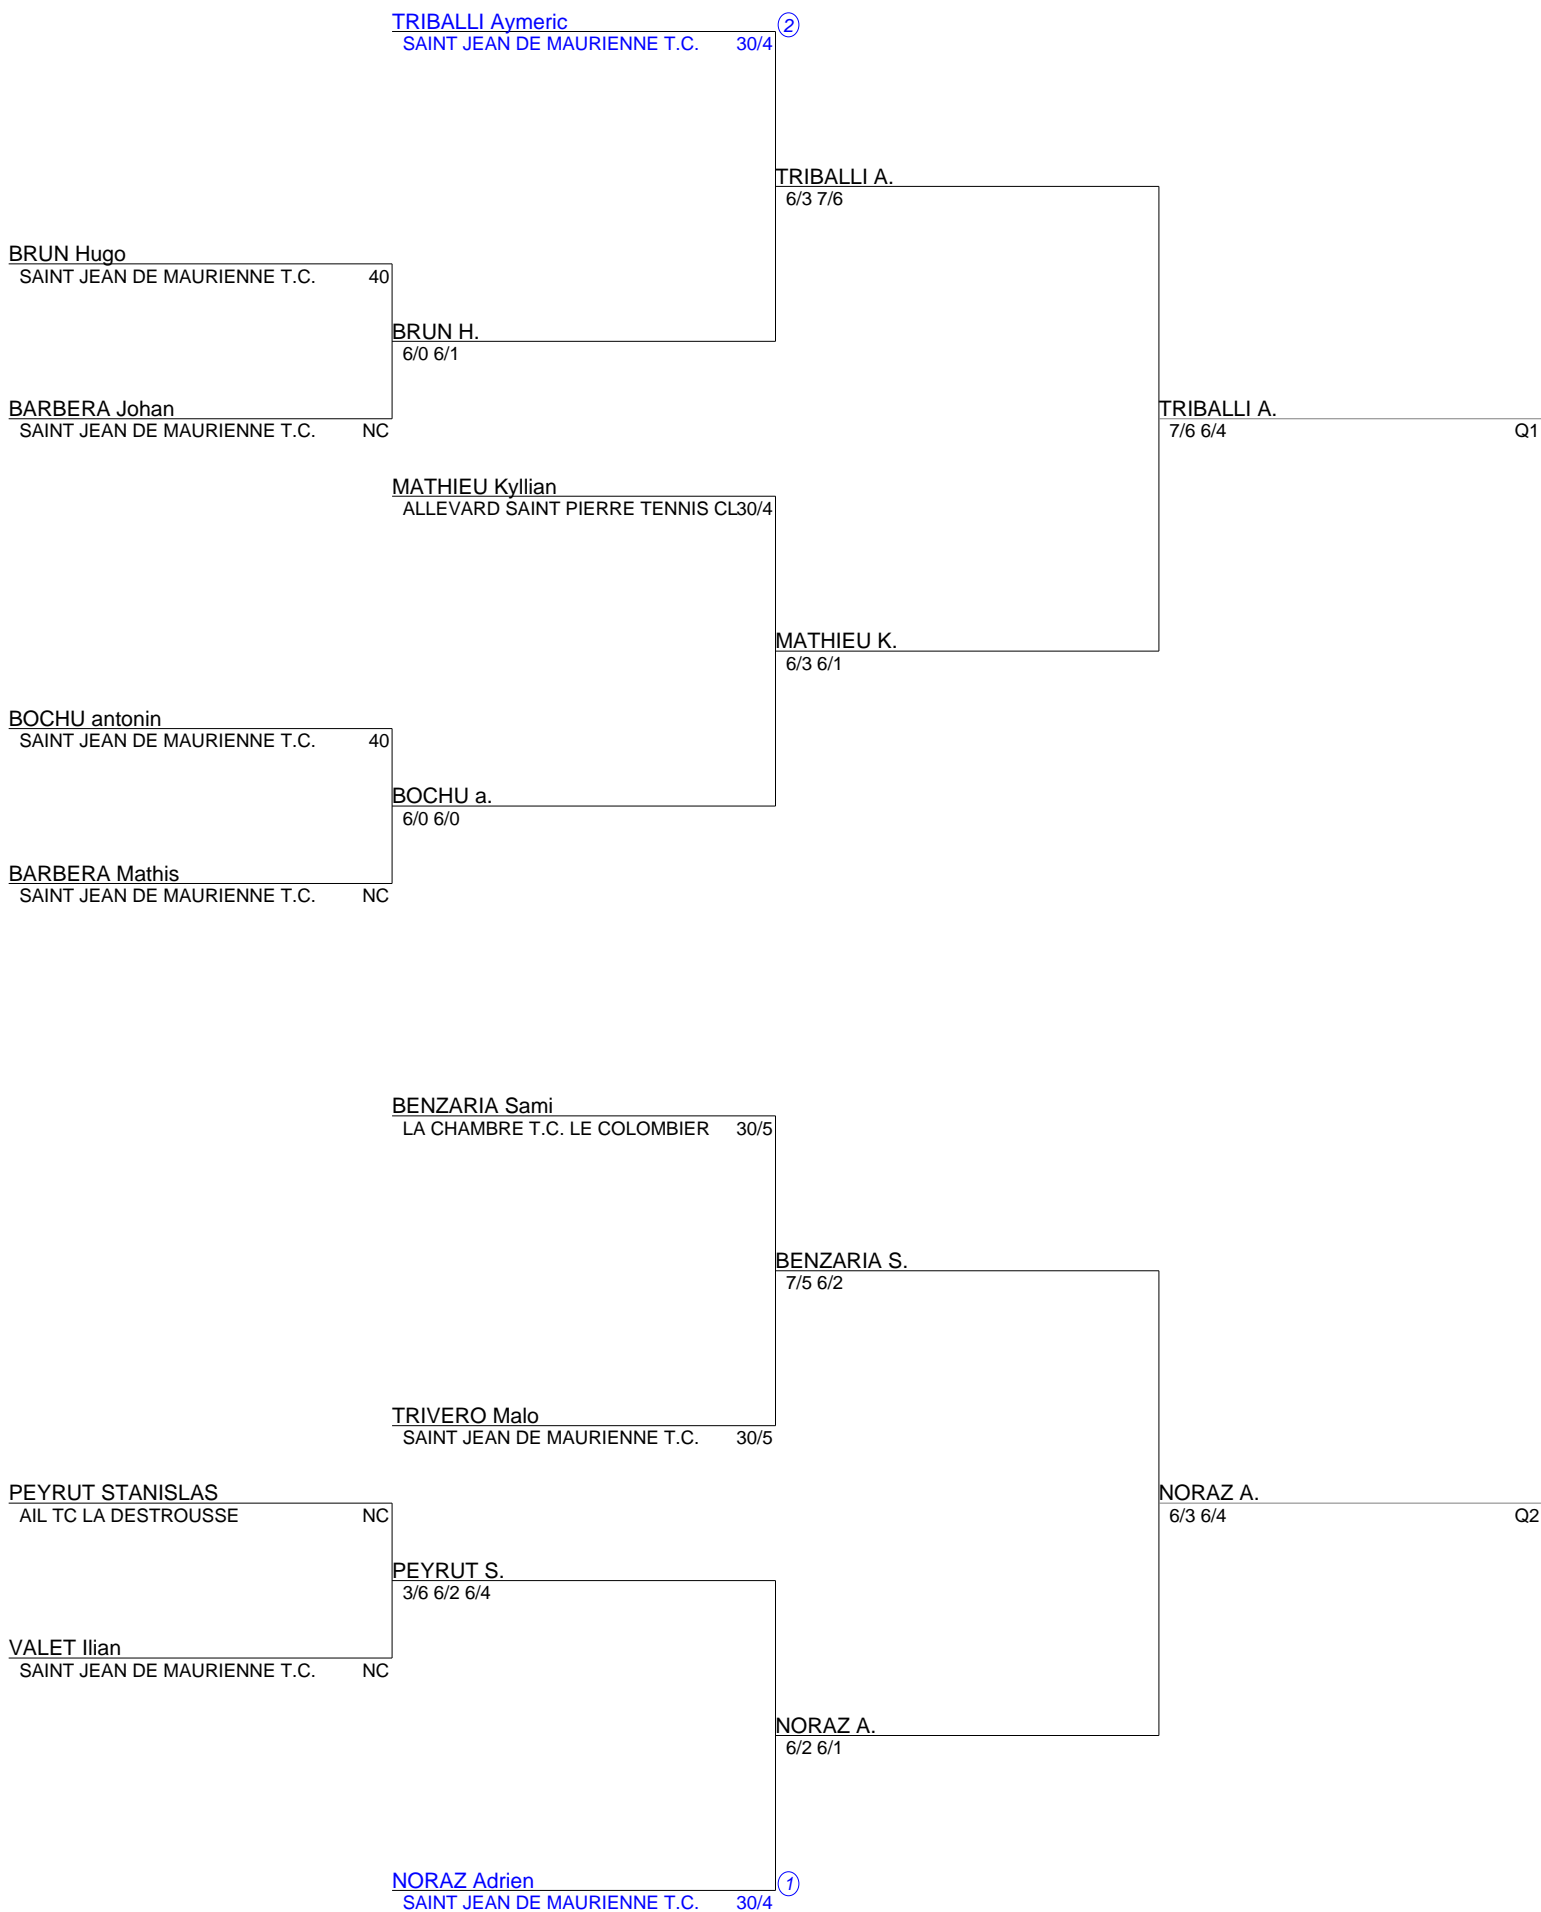 TRIBALLI Aymeric 2
SAINT JEAN DE MAURIENNE T.C. 30/4
TRIBALLI A.
6/3 7/6
BRUN Hugo
SAINT JEAN DE MAURIENNE T.C. 40
BRUN H.
6/0 6/1
BARBERA Johan
SAINT JEAN DE MAURIENNE T.C. NC
TRIBALLI A.
7/6 6/4 Q1
MATHIEU Kyllian
ALLEVARD SAINT PIERRE TENNIS CL30/4
MATHIEU K.
6/3 6/1
BOCHU antonin
SAINT JEAN DE MAURIENNE T.C. 40
BOCHU a.
6/0 6/0
BARBERA Mathis
SAINT JEAN DE MAURIENNE T.C. NC
BENZARIA Sami
LA CHAMBRE T.C. LE COLOMBIER 30/5
BENZARIA S.
7/5 6/2
TRIVERO Malo
SAINT JEAN DE MAURIENNE T.C. 30/5
PEYRUT STANISLAS
AIL TC LA DESTROUSSE NC
NORAZ A.
6/3 6/4 Q2
PEYRUT S.
3/6 6/2 6/4
VALET Ilian
SAINT JEAN DE MAURIENNE T.C. NC
NORAZ A.
6/2 6/1
NORAZ Adrien 1
SAINT JEAN DE MAURIENNE T.C. 30/4